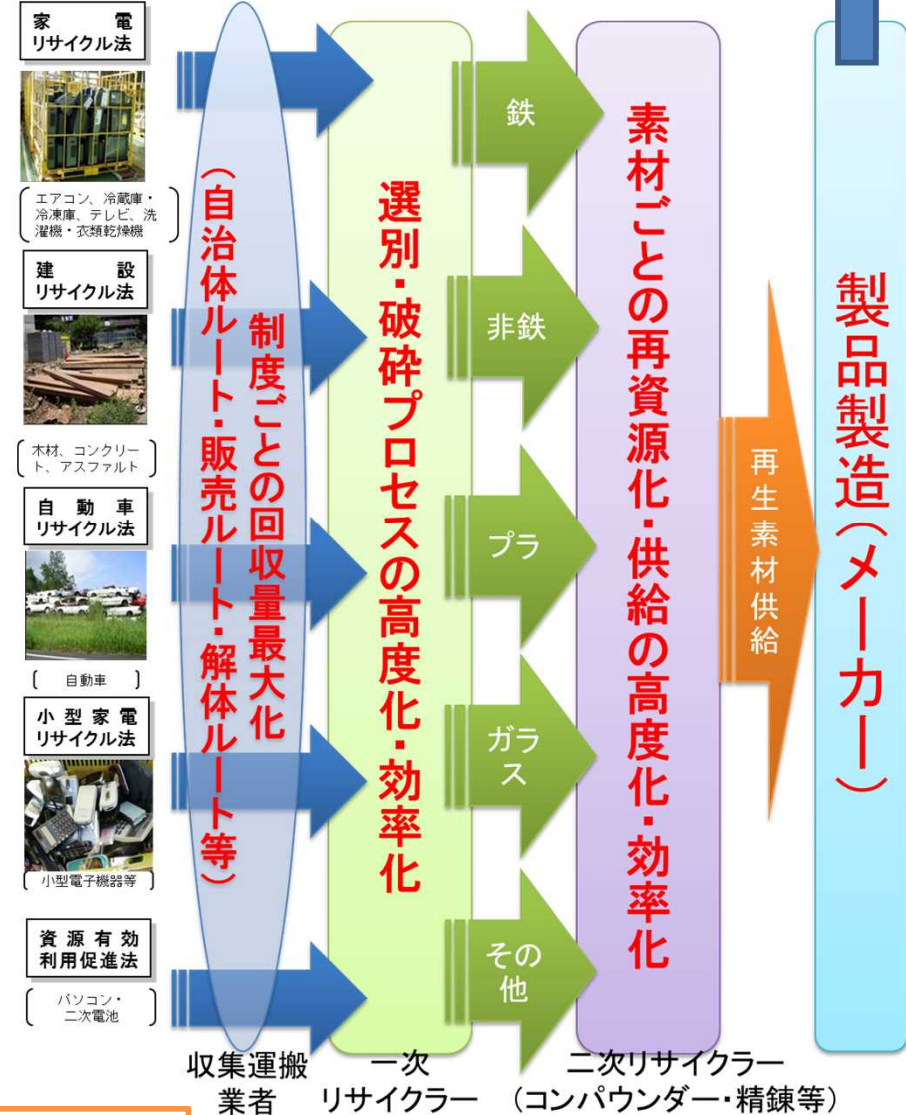 家電
リサイクル法
エアコン、冷蔵庫・
冷凍庫、テレビ、洗
濯機・衣類乾燥機
建設
リサイクル法
木材、コンクリー
ト、アスファルト
自動車
リサイクル法
自動車
小型家電
リサイクル法
小型電子機器等
資源有効
利用促進法
パソコン・
二次電池
制度ごとの回収量最大化
（自治体ルート・販売ルート・解体ルート等）
収集運搬
業者
選別・破砕プロセスの高度化・効率化
一次
リサイクラー
鉄
非鉄
プラ
ガラ
ス
その
他
素材ごとの再資源化・供給の高度化・効率化
二次リサイクラー
（コンパウンダー・精錬等）
再生素材供給
製品製造（メーカー）